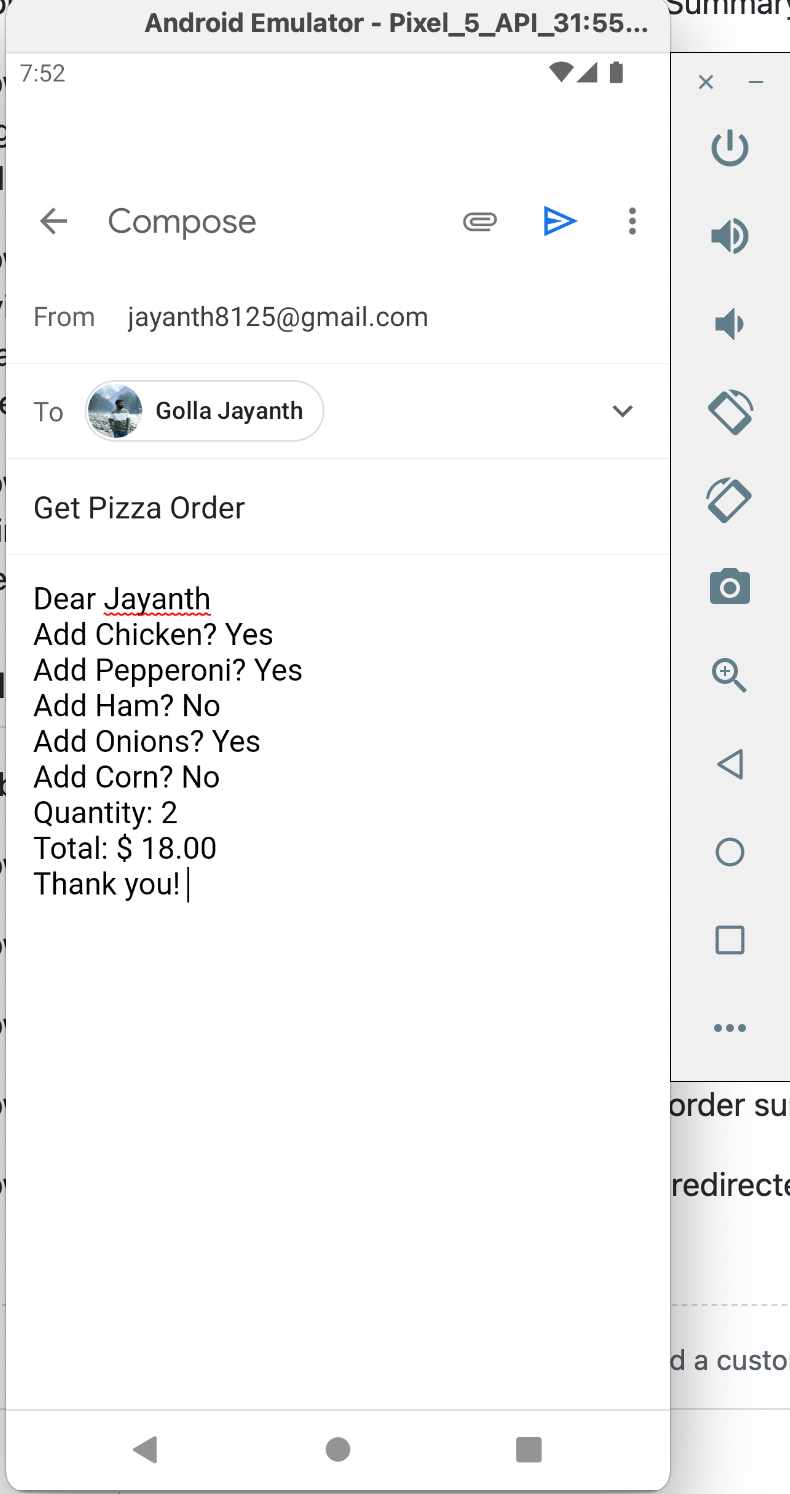 Android Emulator - Pixel_5_API_31:55...
Summary
7:52
Compose
From jayanth8125@gmail.com
To Golla Jayanth
Get Pizza Order
Dear Jayanth
Add Chicken? Yes
Add Pepperoni? Yes
Add Ham? No
Add Onions? Yes
Add Corn? No
Quantity: 2
Total: $ 18.00
Thank you!
order su
redirecte
d a custo